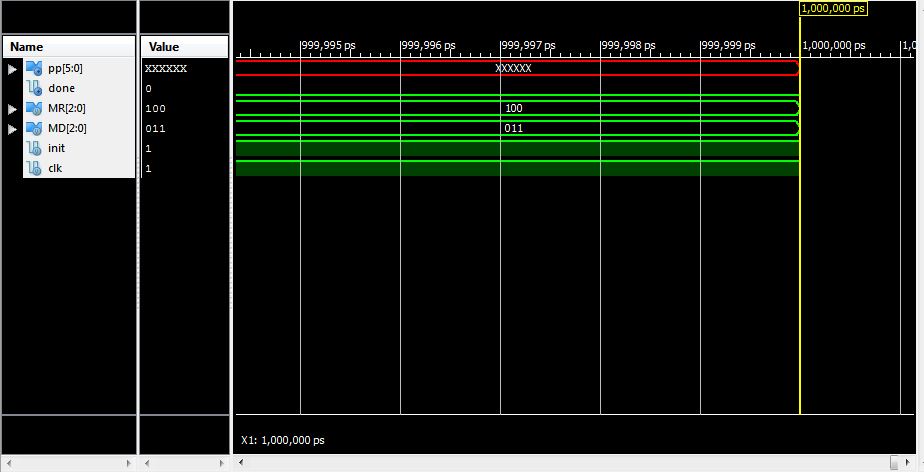 1,000,000 ps
Name Value 999,995 ps 999,996 ps 999,997 ps 999,998 ps 999,999 ps 1,000,000 ps 1,0
pp[5:0] XXXXXX XXXXXX
done 0
MR[2:0] 100 100
MD[2:0] 011 011
init 1
clk 1
X1: 1,000,000 ps